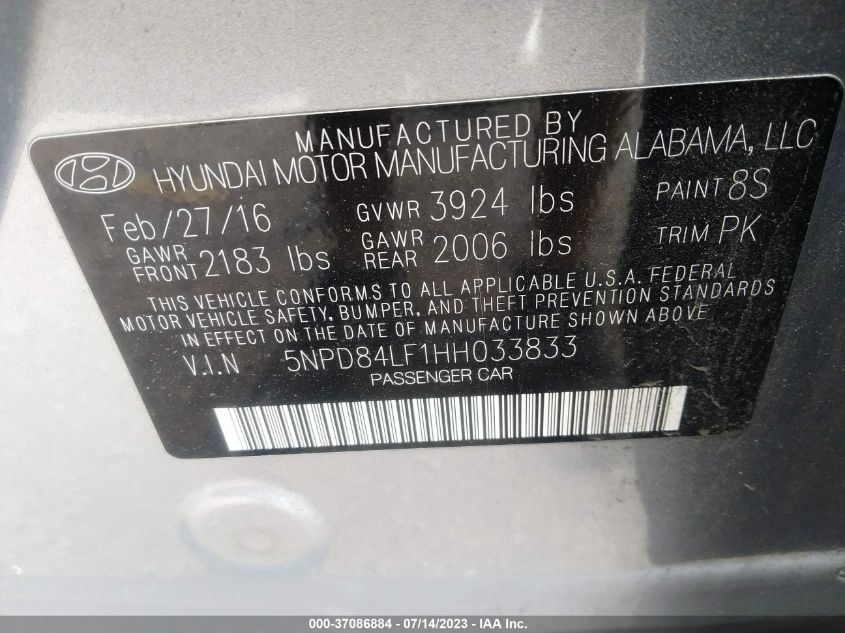 MANUFACTURED BY
HYUNDAI MOTOR MANUFACTURING ALABAMA, LLC
Feb/27/16 GVWR 3924 lbs PAINT 8S
GAWR FRONT 2183 lbs GAWR REAR 2006 lbs TRIM PK
THIS VEHICLE CONFORMS TO ALL APPLICABLE U.S.A. FEDERAL
MOTOR VEHICLE SAFETY, BUMPER, AND THEFT PREVENTION STANDARDS
IN EFFECT ON THE DATE OF MANUFACTURE SHOWN ABOVE
V.I.N 5NPD84LF1HH033833
PASSENGER CAR
000-37086884 - 07/14/2023 - IAAI.COM